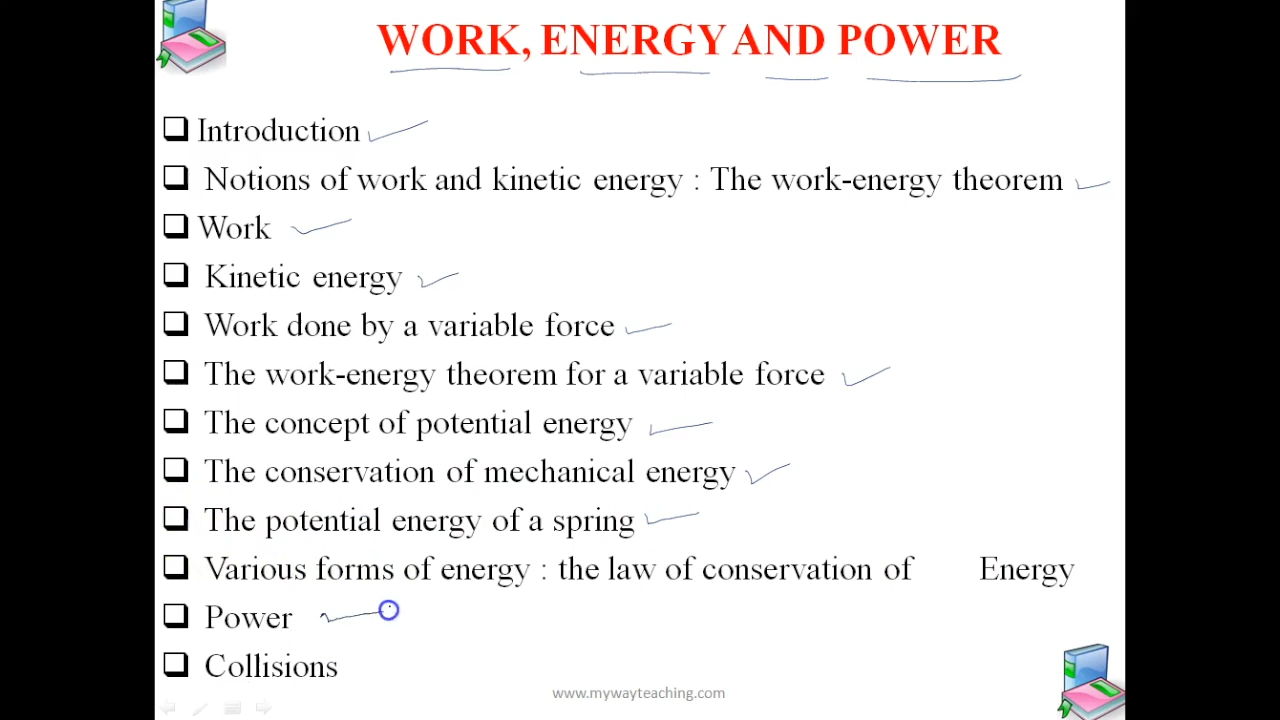 WORK, ENERGY AND POWER
Introduction
Notions of work and kinetic energy : The work-energy theorem
Work
Kinetic energy
Work done by a variable force
The work-energy theorem for a variable force
The concept of potential energy
The conservation of mechanical energy
The potential energy of a spring
Various forms of energy : the law of conservation of Energy
Power
Collisions
www.mywayteaching.com